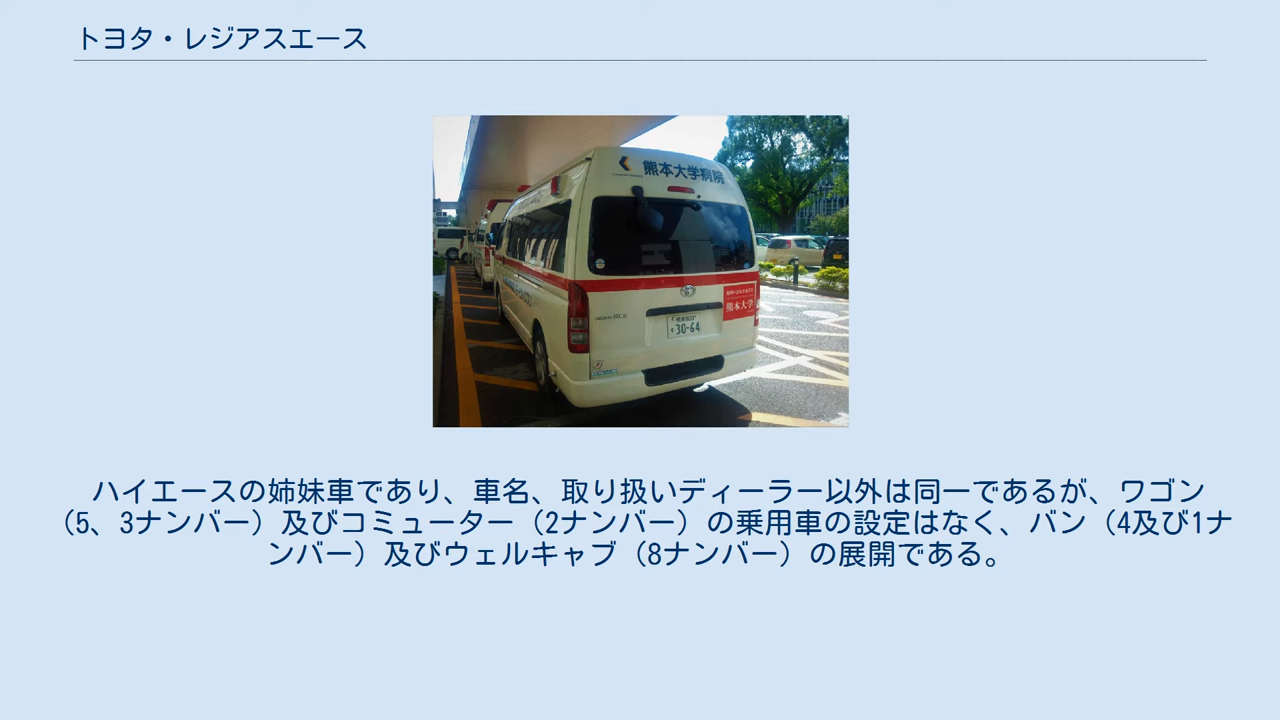 トヨタ・レジアスエース
熊本大学病院
熊本大学
30-64
ハイエースの姉妹車であり、車名、取り扱いディーラー以外は同一であるが、ワゴン
（5、3ナンバー）及びコミューター（2ナンバー）の乗用車の設定はなく、バン（4及び1ナ
ンバー）及びウェルキャブ（8ナンバー）の展開である。